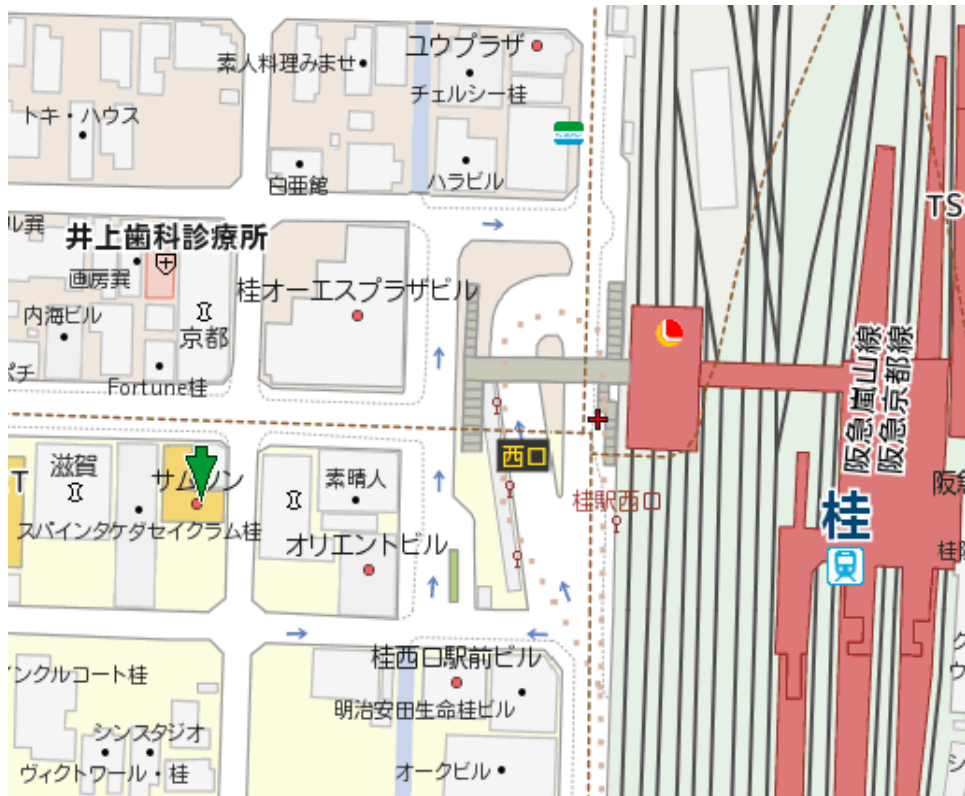 ユウプラザ
素人料理みませ
チェルシー桂
トキ・ハウス
白亜館
ハラビル
TS
ル巽
井上歯科診療所
画房巽
桂オーエスプラザビル
内海ビル
京都
パチ
Fortune桂
阪急嵐山線
阪急京都線
西口
滋賀
サムソン
素晴人
T
桂駅西口
桂
スパインタケダセイクラム桂
オリエントビル
桂西口駅前ビル
インクルコート桂
明治安田生命桂ビル
シンスタジオ
ヴィクトワール・桂
オークビル